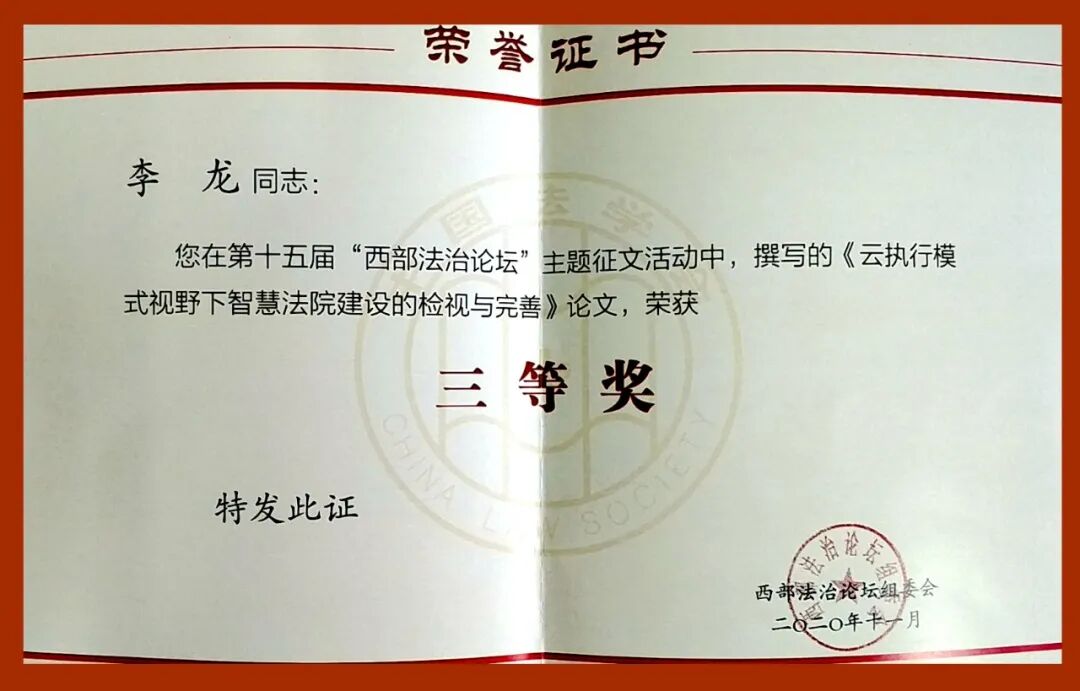 荣誉证书
李 龙 同志：
您在第十五届“西部法治论坛”主题征文活动中，撰写的《云执行模
式视野下智慧法院建设的检视与完善》论文，荣获
三等奖
CHINA LAW SOCIETY
特发此证
西部法治论坛组委会
二〇二〇年十一月